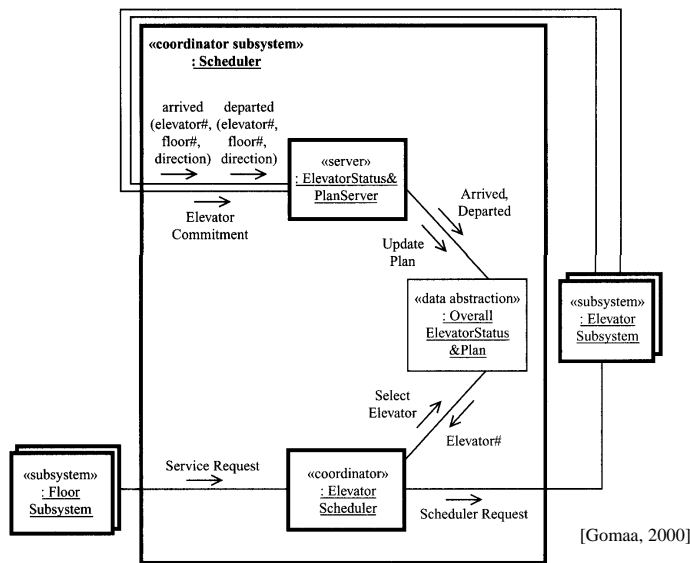 «coordinator subsystem»
: Scheduler
arrived
(elevator#,
floor#,
direction)
departed
(elevator#,
floor#,
direction)
Elevator
Commitment
«server»
: ElevatorStatus&
PlanServer
Arrived,
Departed
Update
Plan
«data abstraction»
: Overall
ElevatorStatus
&Plan
«subsystem»
: Elevator
Subsystem
Select
Elevator
Elevator#
«subsystem»
: Floor
Subsystem
Service Request
«coordinator»
: Elevator
Scheduler
Scheduler Request
[Gomaa, 2000]